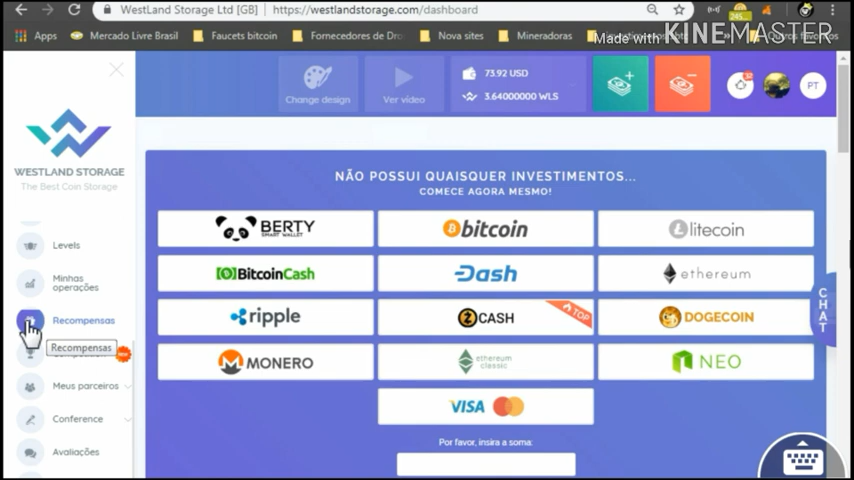 WestLand Storage Ltd [GB]
https://westlandstorage.com/dashboard
Apps
Mercado Livre Brasil
Faucets bitcoin
Fornecedores de Dro
Nova sites
Mineradoras
Outros favoritos
Made with KINEMASTER
Change design
Ver vídeo
73.92 USD
3.64000000 WLS
PT
WESTLAND STORAGE
The Best Coin Storage
Levels
Minhas
operações
Recompensas
Recompensas
Meus parceiros
Conference
Avaliações
NÃO POSSUI QUAISQUER INVESTIMENTOS...
COMECE AGORA MESMO!
BERTY
SMART WALLET
bitcoin
litecoin
BitcoinCash
Dash
ethereum
ripple
ZCASH
TOP
DOGECOIN
MONERO
ethereum
classic
NEO
VISA
Por favor, insira a soma:
CHAT